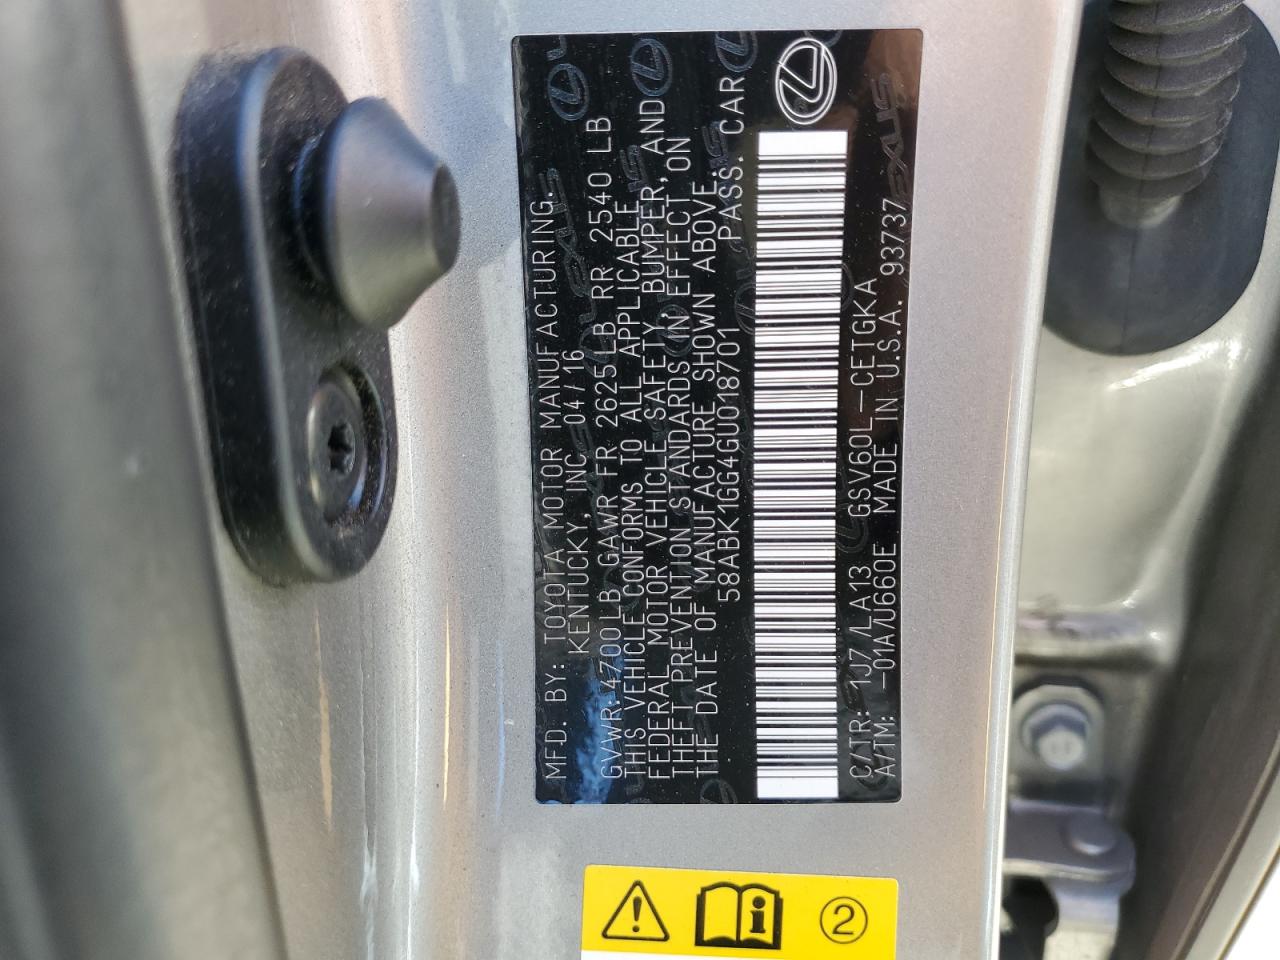 MFD. BY: TOYOTA MOTOR MANUFACTURING.
KENTUCKY, INC 04/16
GVWR:4700LB GAWR FR 2625LB RR 2540 LB
THIS VEHICLE CONFORMS TO ALL APPLICABLE
FEDERAL MOTOR VEHICLE SAFETY, BUMPER, AND
THEFT PREVENTION STANDARDS IN EFFECT ON
THE DATE OF MANUFACTURE SHOWN ABOVE.
58ABK1GG4GU018701 PASS. CAR
C/TR: 1J7/LA13 GSV60L-CETGKA
A/TM: -01A/U660E MADE IN U.S.A. 93737
LEXUS
2